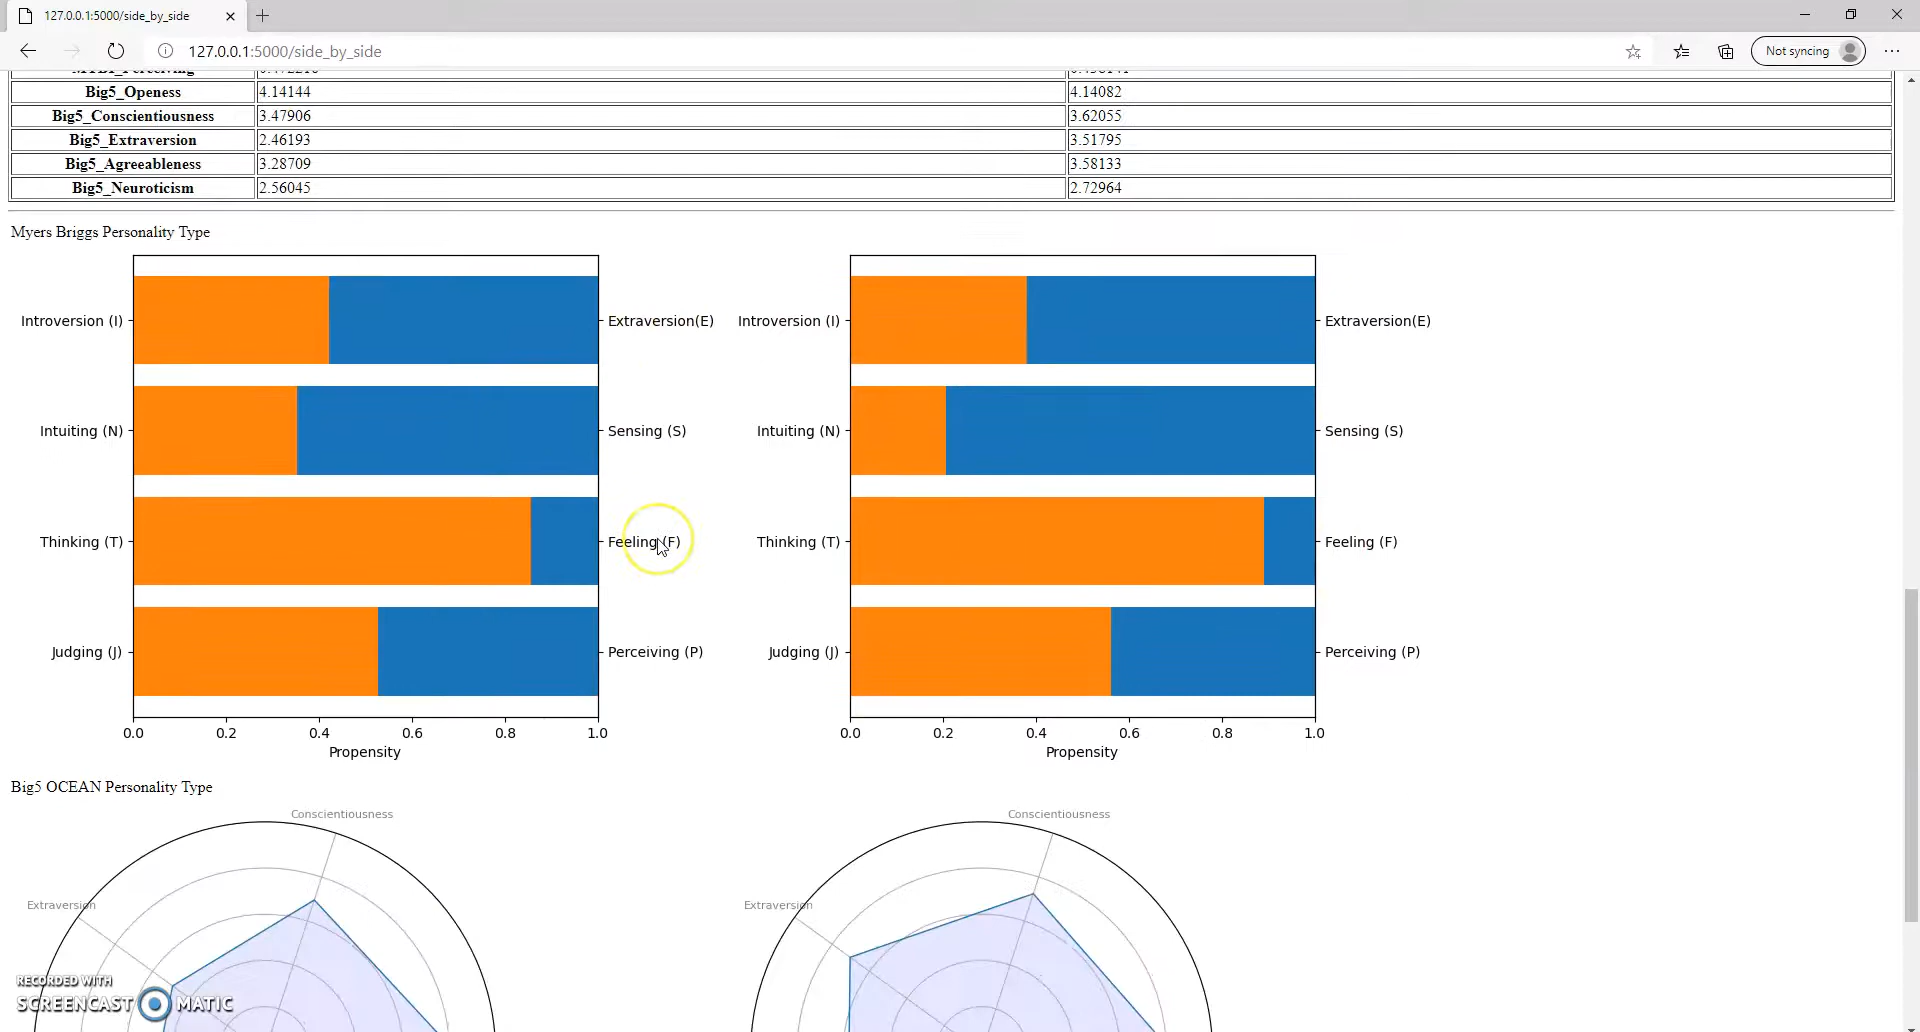 127.0.0.1:5000/side_by_side
127.0.0.1:5000/side_by_side
Not syncing
Big5_Openess 4.14144 4.14082
Big5_Conscientiousness 3.47906 3.62055
Big5_Extraversion 2.46193 3.51795
Big5_Agreeableness 3.28709 3.58133
Big5_Neuroticism 2.56045 2.72964
Myers Briggs Personality Type
Introversion (I) Extraversion(E) Introversion (I) Extraversion(E)
Intuiting (N) Sensing (S) Intuiting (N) Sensing (S)
Thinking (T) Feeling (F) Thinking (T) Feeling (F)
Judging (J) Perceiving (P) Judging (J) Perceiving (P)
0.0 0.2 0.4 0.6 0.8 1.0 0.0 0.2 0.4 0.6 0.8 1.0
Propensity Propensity
Big5 OCEAN Personality Type
Conscientiousness Conscientiousness
Extraversion Extraversion
RECORDED WITH
SCREENCAST MATIC